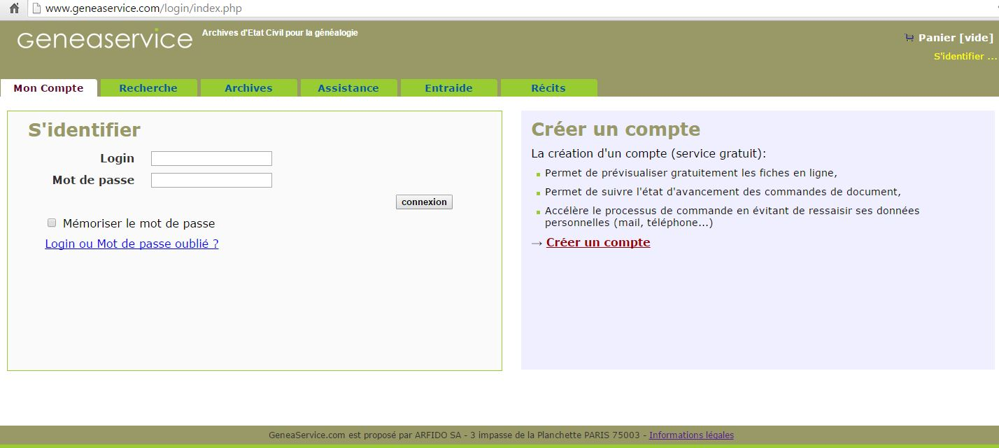 www.geneaservice.com/login/index.php
Geneaservice Archives d'Etat Civil pour la généalogie
Panier [vide]
S'identifier ...
Mon Compte Recherche Archives Assistance Entraide Récits
S'identifier
Login
Mot de passe
connexion
Mémoriser le mot de passe
Login ou Mot de passe oublié ?
Créer un compte
La création d'un compte (service gratuit):
Permet de prévisualiser gratuitement les fiches en ligne,
Permet de suivre l'état d'avancement des commandes de document,
Accélère le processus de commande en évitant de ressaisir ses données
personnelles (mail, téléphone...)
→ Créer un compte
GeneaService.com est proposé par ARFIDO SA - 3 impasse de la Planchette PARIS 75003 - Informations légales